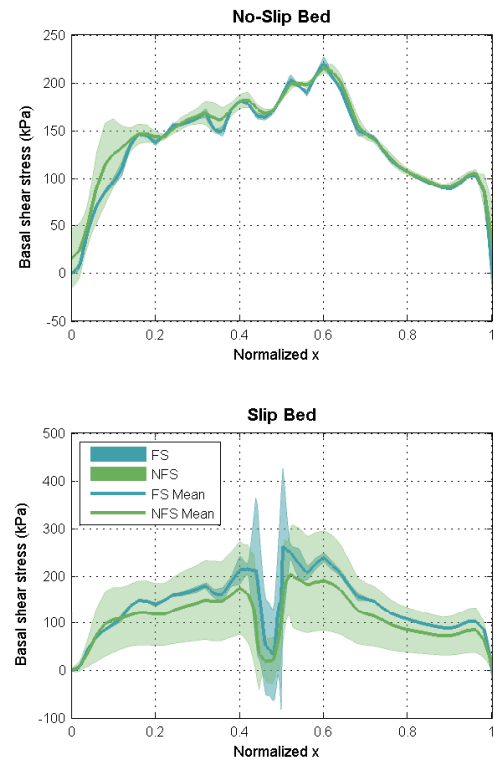 No-Slip Bed
250
200
150
100
50
0
-50
Basal shear stress (kPa)
0 0.2 0.4 0.6 0.8 1
Normalized x
Slip Bed
500
400
300
200
100
0
-100
Basal shear stress (kPa)
FS
NFS
FS Mean
NFS Mean
0 0.2 0.4 0.6 0.8 1
Normalized x